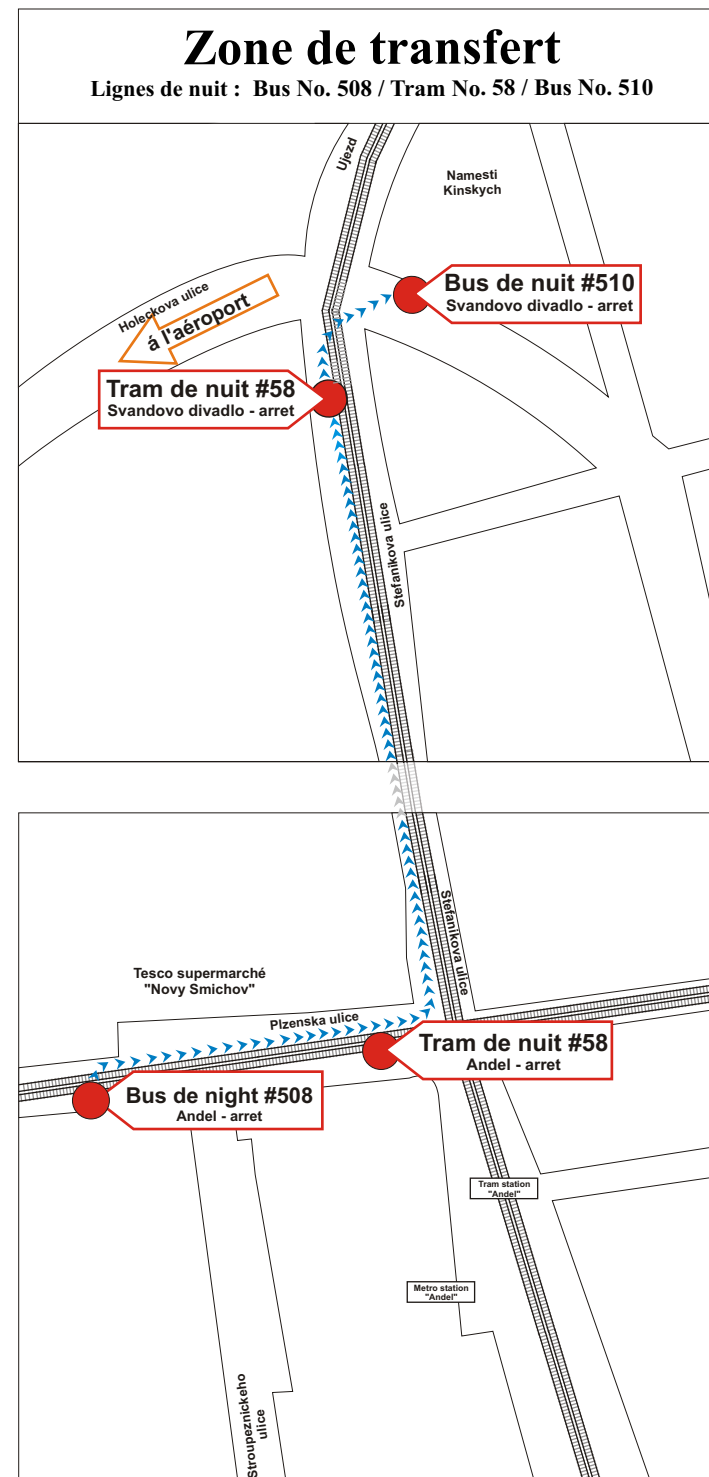 Zone de transfert
Lignes de nuit : Bus No. 508 / Tram No. 58 / Bus No. 510
Ujezd
Namesti
Kinskych
Holeckova ulice
á l'aéroport
Bus de nuit #510
Svandovo divadlo - arret
Tram de nuit #58
Svandovo divadlo - arret
Stefanikova ulice
Stefanikova ulice
Tesco supermarché
"Novy Smichov"
Plzenska ulice
Tram de nuit #58
Andel - arret
Bus de night #508
Andel - arret
Tram station
"Andel"
Metro station
"Andel"
Stroupeznickeho
ulice